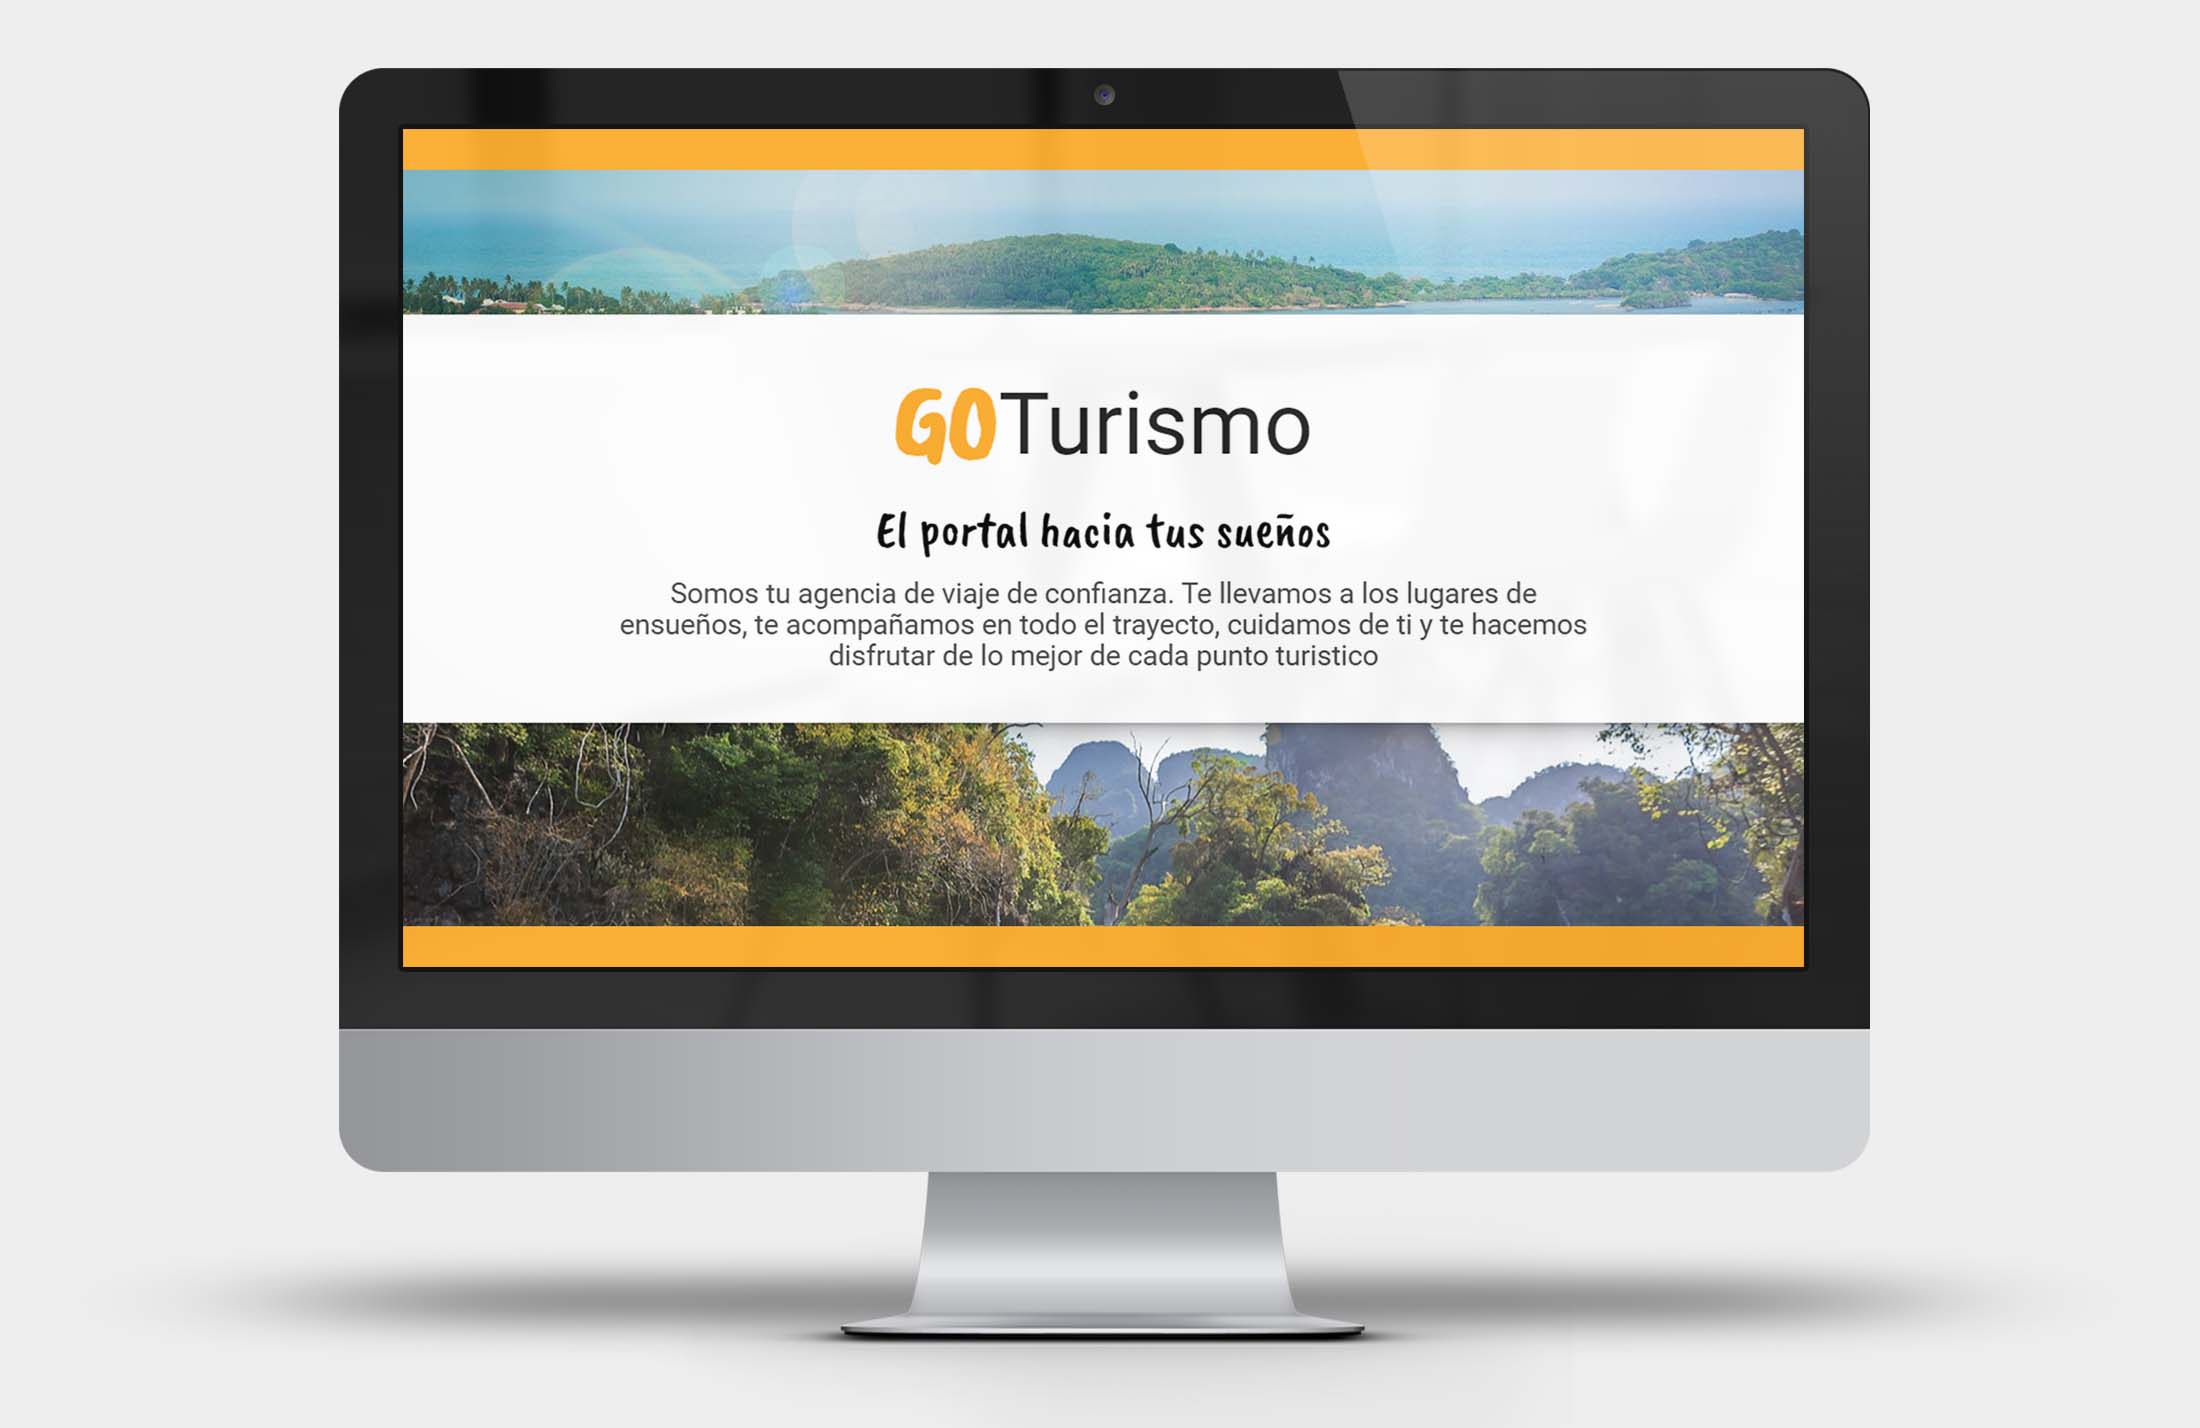 GOTurismo
El portal hacia tus sueños
Somos tu agencia de viaje de confianza. Te llevamos a los lugares de
ensueños, te acompañamos en todo el trayecto, cuidamos de ti y te hacemos
disfrutar de lo mejor de cada punto turistico